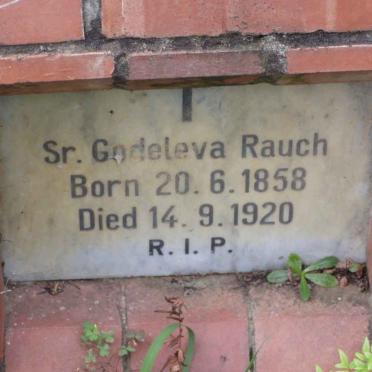 Sr. Godeleva Rauch
Born 20. 6. 1858
Died 14. 9. 1920
R. I. P.